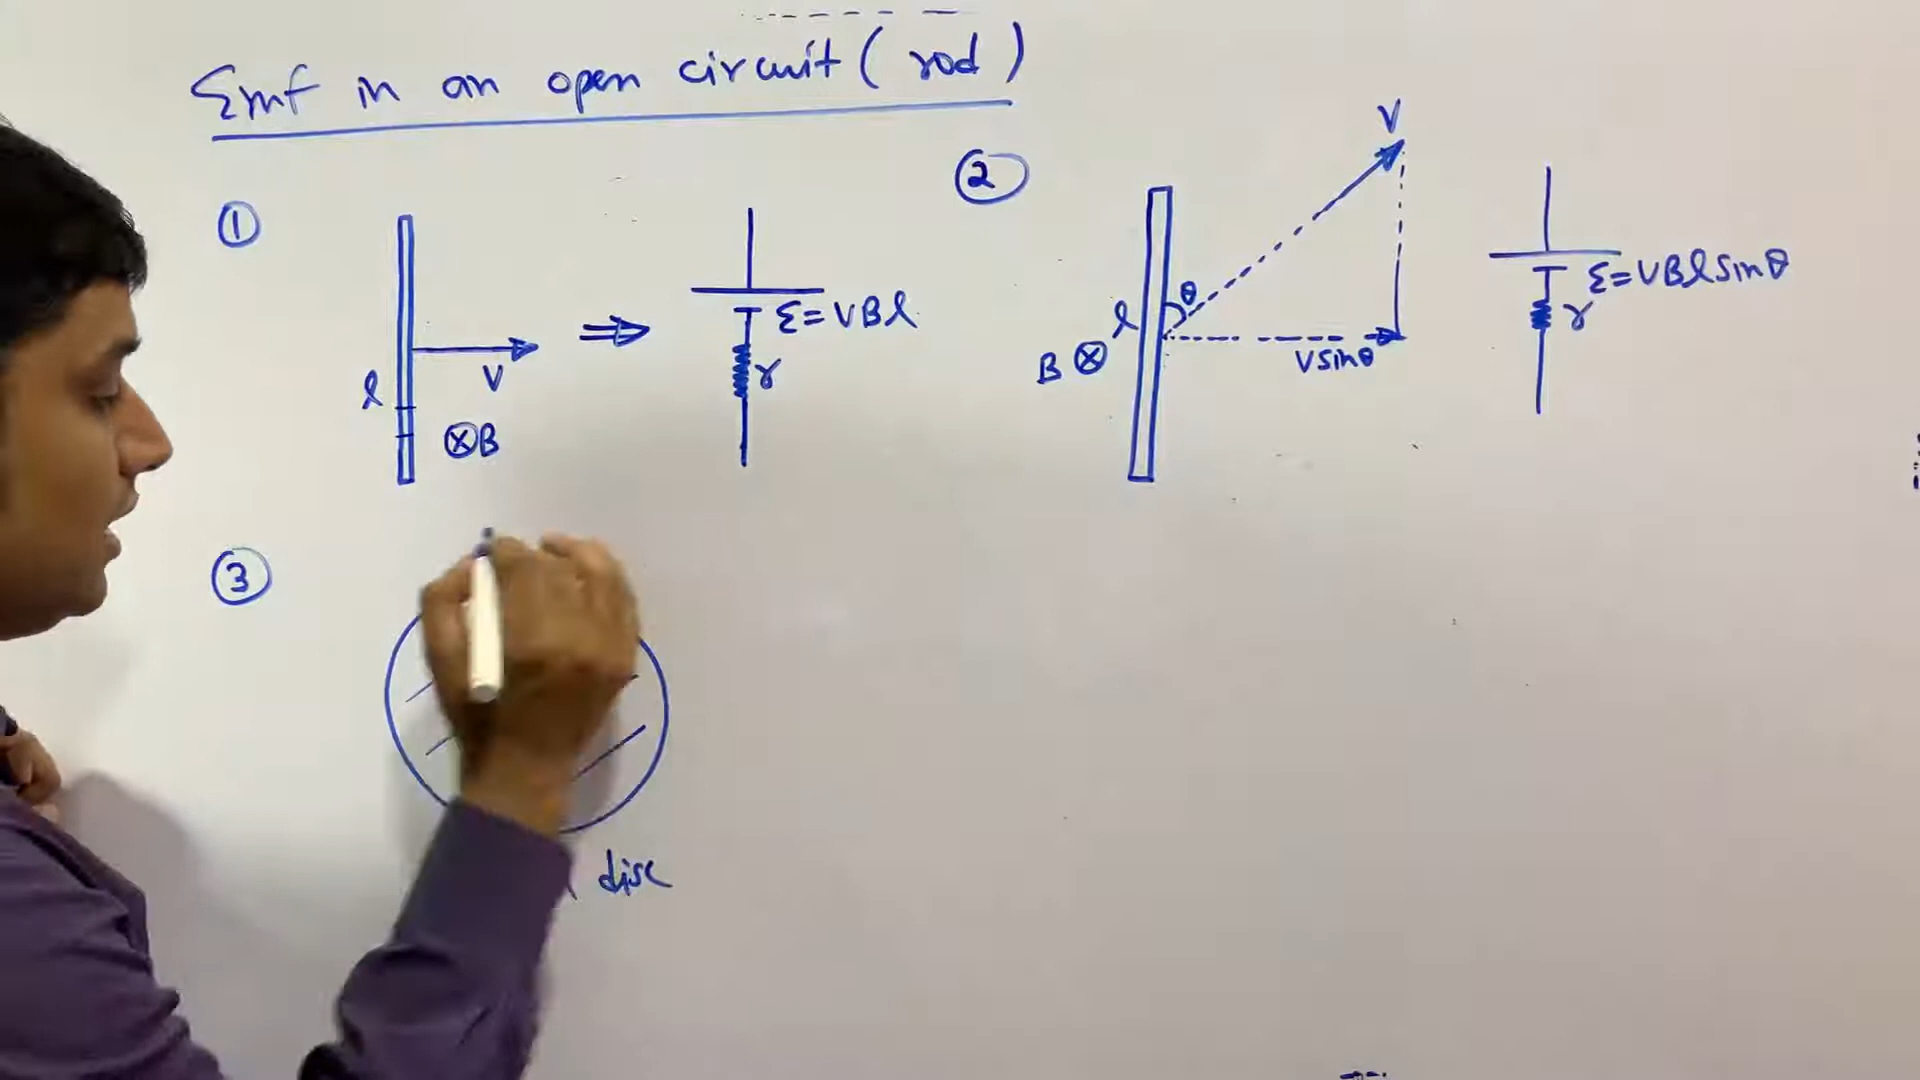 Emf in an open circuit (rod)
①
l
V
⊗B
⇒
Ɛ=VBl
r
②
V
θ
l
B ⊗
Vsinθ
Ɛ=VBlsinθ
r
③
disc